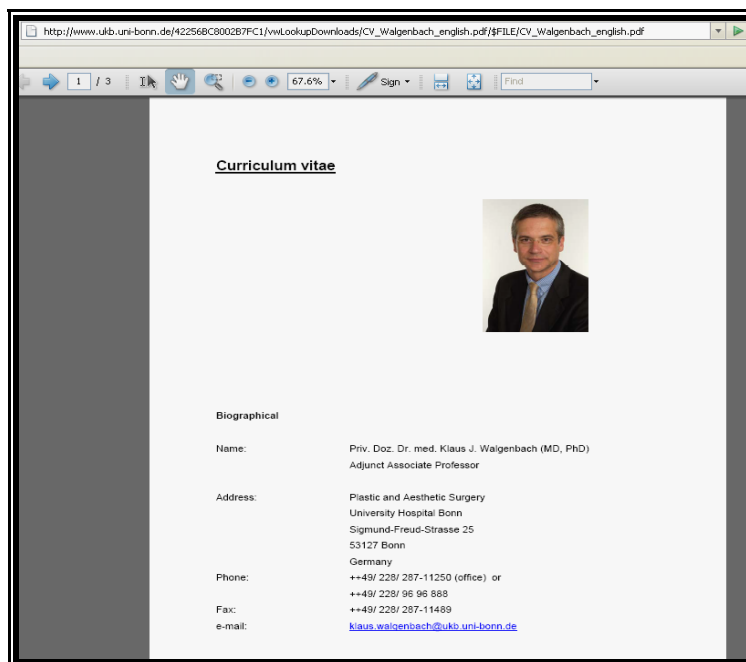 http://www.ukb.uni-bonn.de/42256BC8002B7FC1/vwLookupDownloads/CV_Walgenbach_english.pdf/$FILE/CV_Walgenbach_english.pdf
1 / 3 67.6% Sign Find
Curriculum vitae
Biographical
Name: Priv. Doz. Dr. med. Klaus J. Walgenbach (MD, PhD)
Adjunct Associate Professor
Address: Plastic and Aesthetic Surgery
University Hospital Bonn
Sigmund-Freud-Strasse 25
53127 Bonn
Germany
Phone: ++49/ 228/ 287-11250 (office) or
++49/ 228/ 96 96 888
Fax: ++49/ 228/ 287-11489
e-mail: klaus.walgenbach@ukb.uni-bonn.de